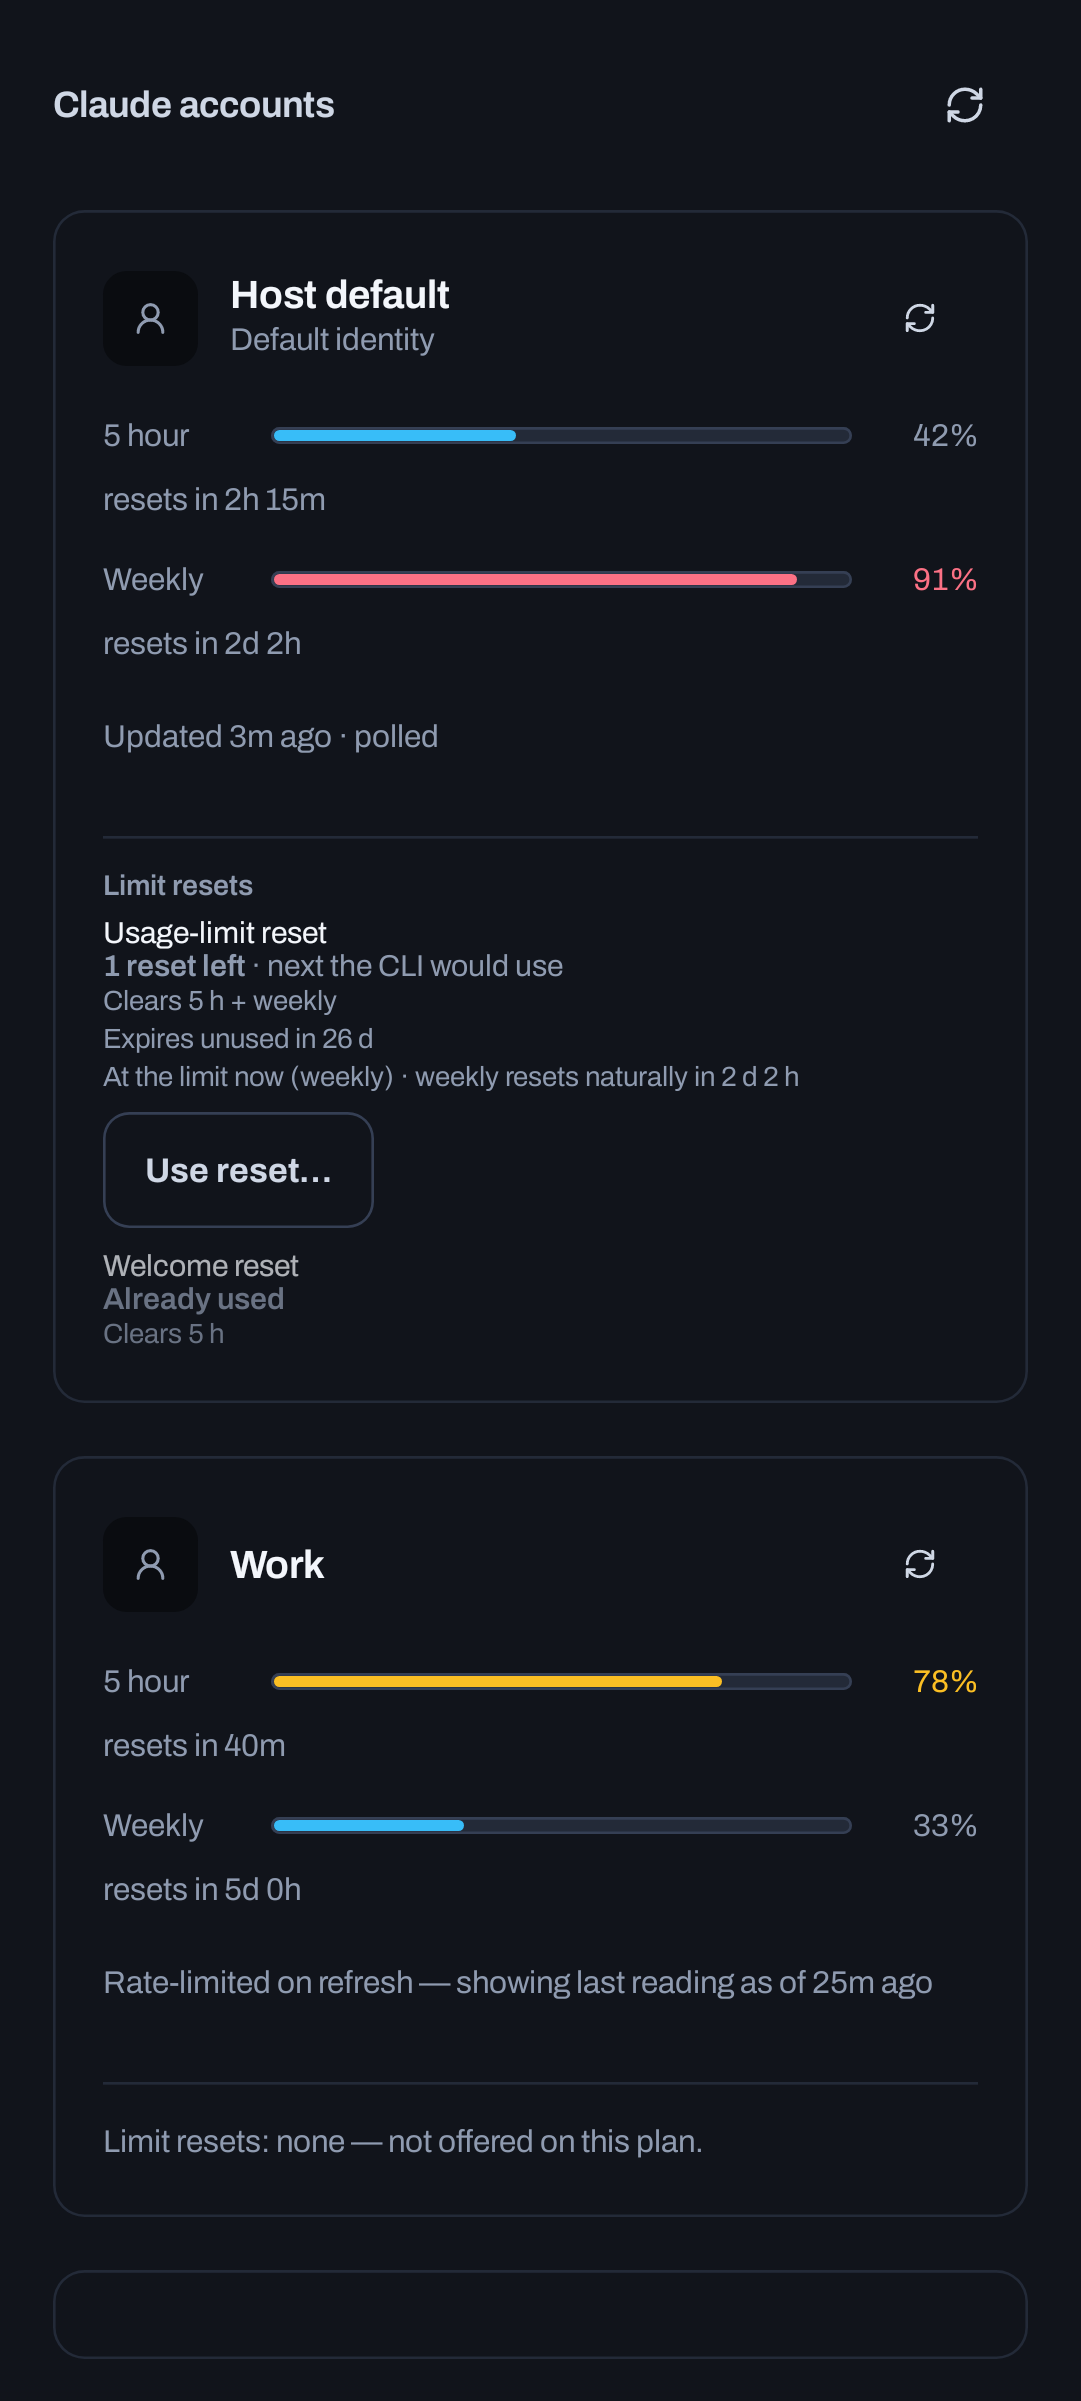 Claude accounts
Host default
Default identity
5 hour 42%
resets in 2h 15m
Weekly 91%
resets in 2d 2h
Updated 3m ago · polled
Limit resets
Usage-limit reset
1 reset left · next the CLI would use
Clears 5 h + weekly
Expires unused in 26 d
At the limit now (weekly) · weekly resets naturally in 2 d 2 h
Use reset…
Welcome reset
Already used
Clears 5 h
Work
5 hour 78%
resets in 40m
Weekly 33%
resets in 5d 0h
Rate-limited on refresh — showing last reading as of 25m ago
Limit resets: none — not offered on this plan.